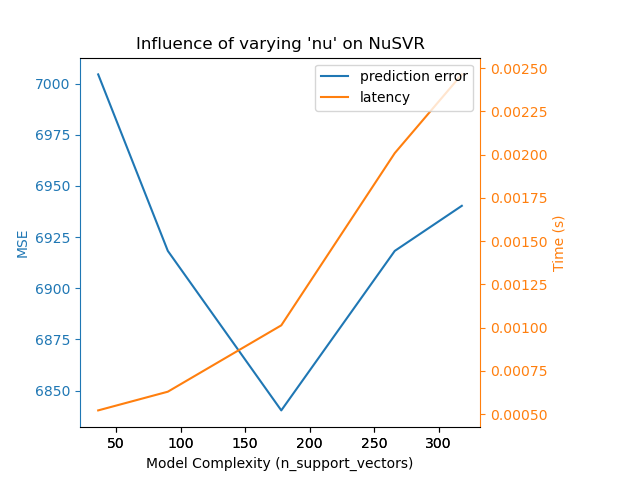 Influence of varying 'nu' on NuSVR
prediction error
latency
7000
6975
6950
6925
6900
6875
6850
MSE
0.00250
0.00225
0.00200
0.00175
0.00150
0.00125
0.00100
0.00075
0.00050
Time (s)
50 100 150 200 250 300
Model Complexity (n_support_vectors)